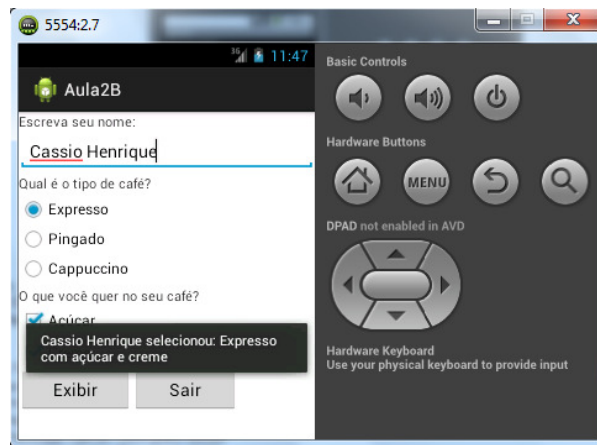 5554:2.7
3G 11:47
Basic Controls
Aula2B
Escreva seu nome:
Cassio Henrique
Hardware Buttons
MENU
Qual é o tipo de café?
Expresso
DPAD not enabled in AVD
Pingado
Cappuccino
O que você quer no seu café?
Açúcar
Cassio Henrique selecionou: Expresso
com açúcar e creme
Hardware Keyboard
Use your physical keyboard to provide input
Exibir Sair